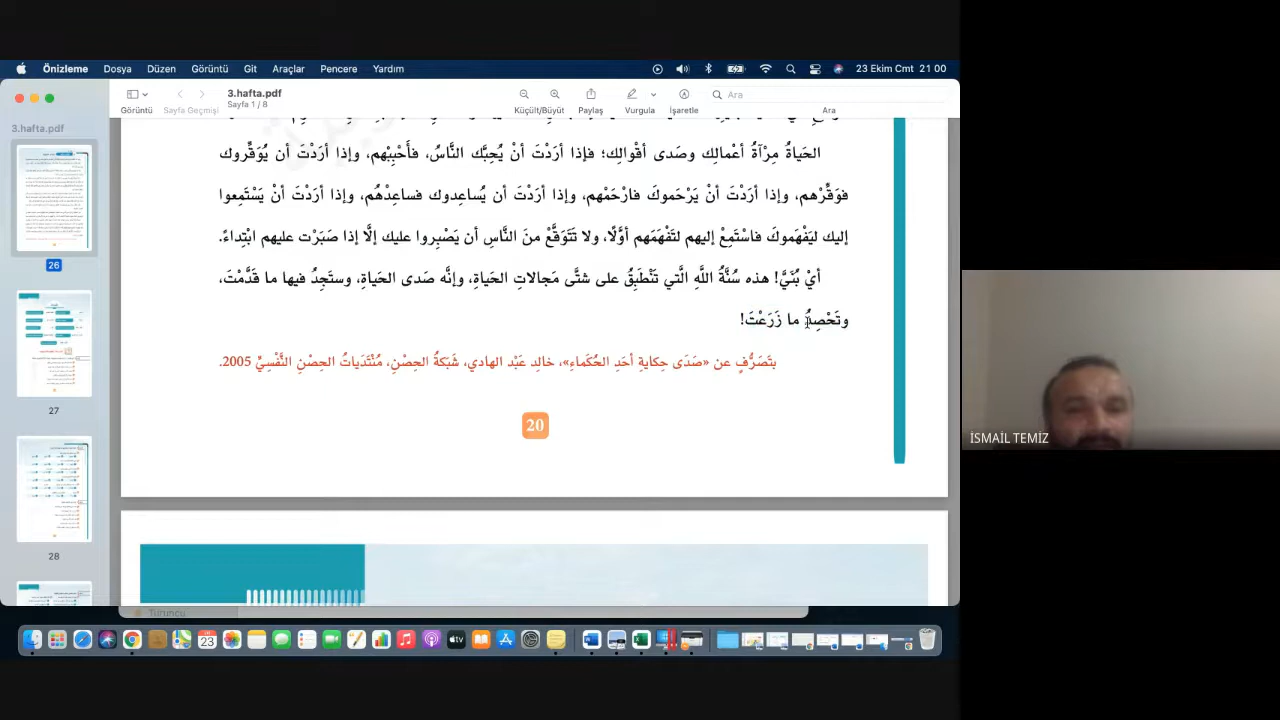 Önizleme Dosya Düzen Görüntü Git Araçlar Pencere Yardım 23 Ekim Cmt 21 00
3.hafta.pdf
Sayfa 1 / 8
Görüntü Sayfa Geçmişi Küçült/Büyüt Paylaş Vurgula İşaretle Ara
Ara
3.hafta.pdf
26
27
28
الحَياةُ مِرْآةُ أعْمالِك وصَدى أقْوالِك؛ فإذا أرَدْتَ أنْ يُحِبَّك النَّاسُ، فأَحْبِبْهم، وإذا أرَدْتَ أن يُوَقِّروك
فوَقِّرْهم، وإذا أرَدْتَ أنْ يَرْحَموك فارْحَمْهم، وإذا أرَدْتَ أن يُساعِدوك فساعِدْهُم، وإذا أرَدْتَ أنْ يَسْتَمِعُوا
إليك ليَفْهَموكَ فاسْتَمِعْ إليهم لتَفْهَمَهم أوَّلًا، ولا تَتَوَقَّعْ منَ النَّاسِ أن يَصْبِروا عليك إلَّا إذا صَبَرْت عليهم ابْتِداءً.
أيْ بُنَيَّ! هذه سُنَّةُ اللَّهِ الَّتي تَنْطَبِقُ على شتَّى مَجالاتِ الحَياةِ، وإنَّه صَدى الحَياةِ، وستَجِدُ فيها ما قَدَّمْتَ،
وتَحْصِدُ ما زَرَعْتَ!
بتَصَرُّفٍ عن «صَدَى حِكايةِ أحَدِ الحُكَماءِ»، خالِد عَبْد الهادي، شَبَكةُ الحِصْنِ، مُنْتَدَياتُ الحِصْنِ النَّفْسِيِّ 2005.
20
Turuncu
İSMAİL TEMİZ